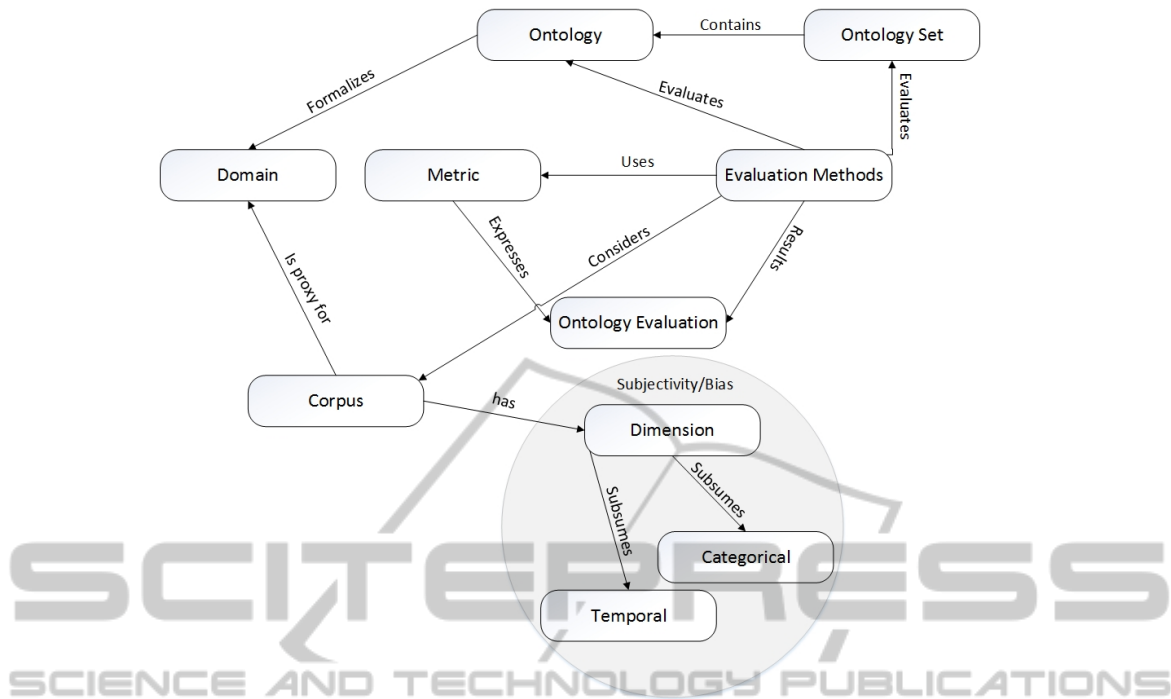 Ontology
Contains
Ontology Set
Formalizes
Evaluates
Evaluates
Domain
Metric
Uses
Evaluation Methods
Expresses
Considers
Results
Is proxy for
Ontology Evaluation
Corpus
has
Subjectivity/Bias
Dimension
Subsumes
Subsumes
Categorical
Temporal
SCITEPRESS
SCIENCE AND TECHNOLOGY PUBLICATIONS